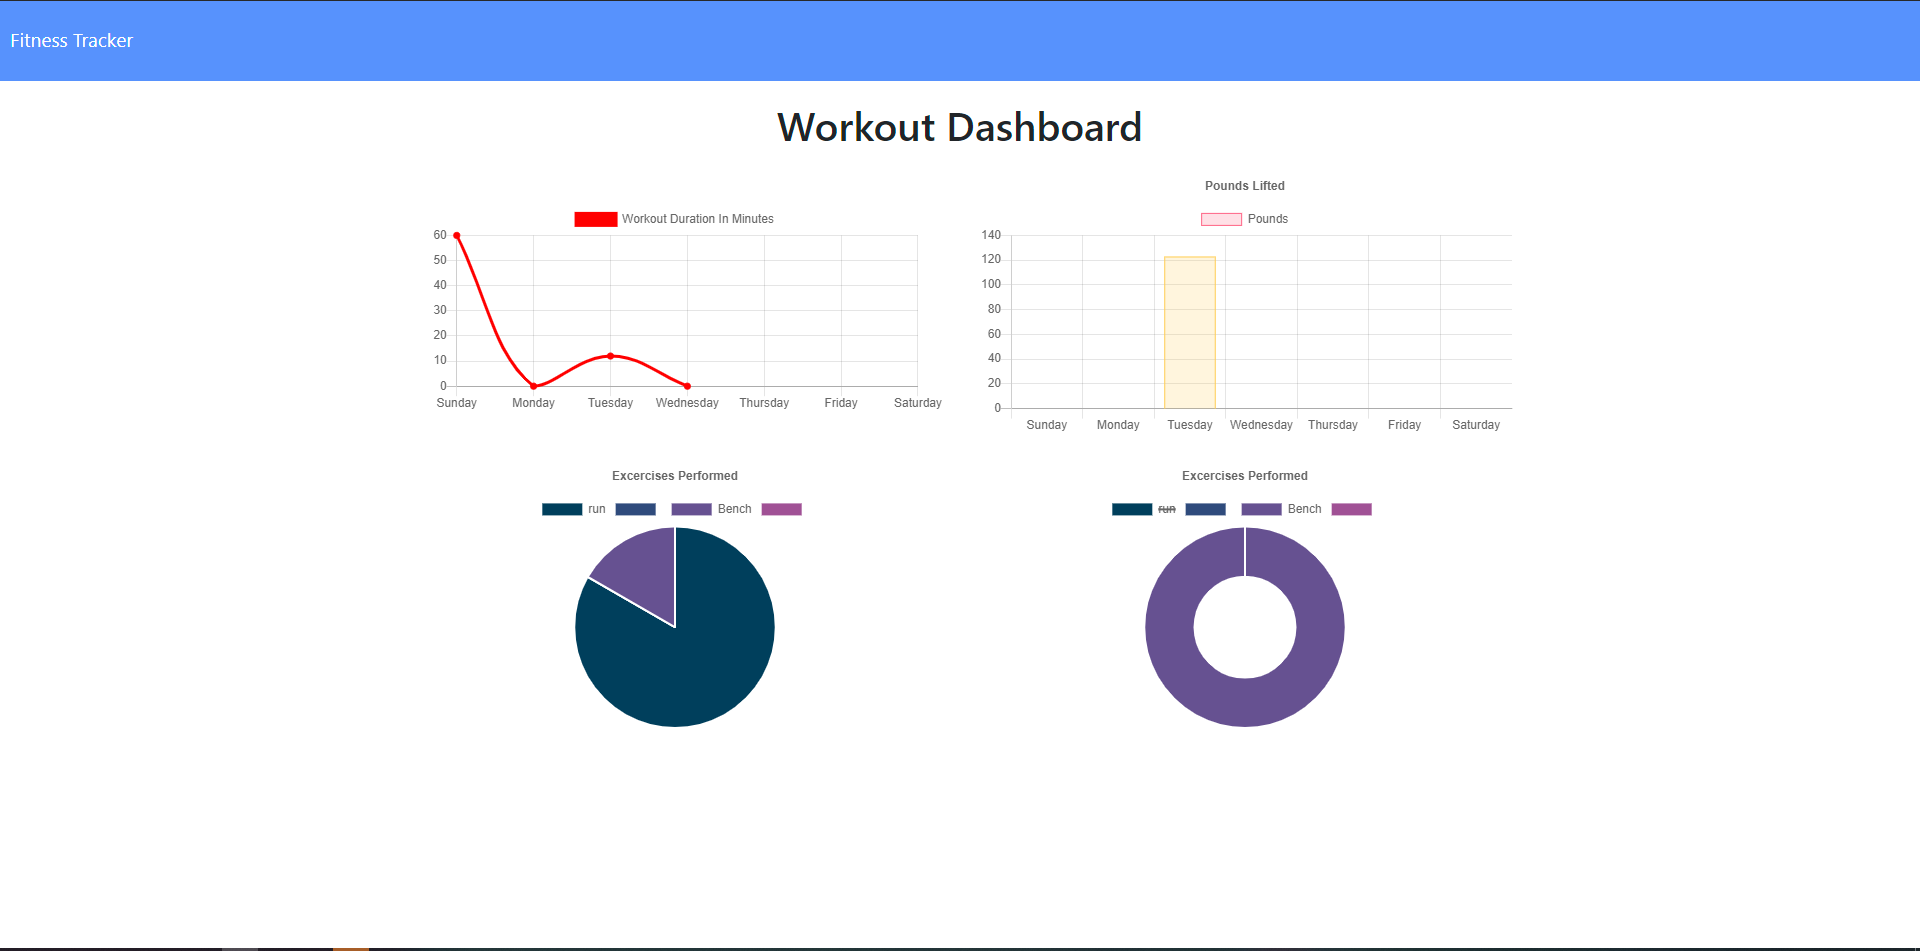 Fitness Tracker
Workout Dashboard
Workout Duration In Minutes
60
50
40
30
20
10
0
Sunday Monday Tuesday Wednesday Thursday Friday Saturday
Pounds Lifted
Pounds
140
120
100
80
60
40
20
0
Sunday Monday Tuesday Wednesday Thursday Friday Saturday
Excercises Performed
run Bench
Excercises Performed
run Bench